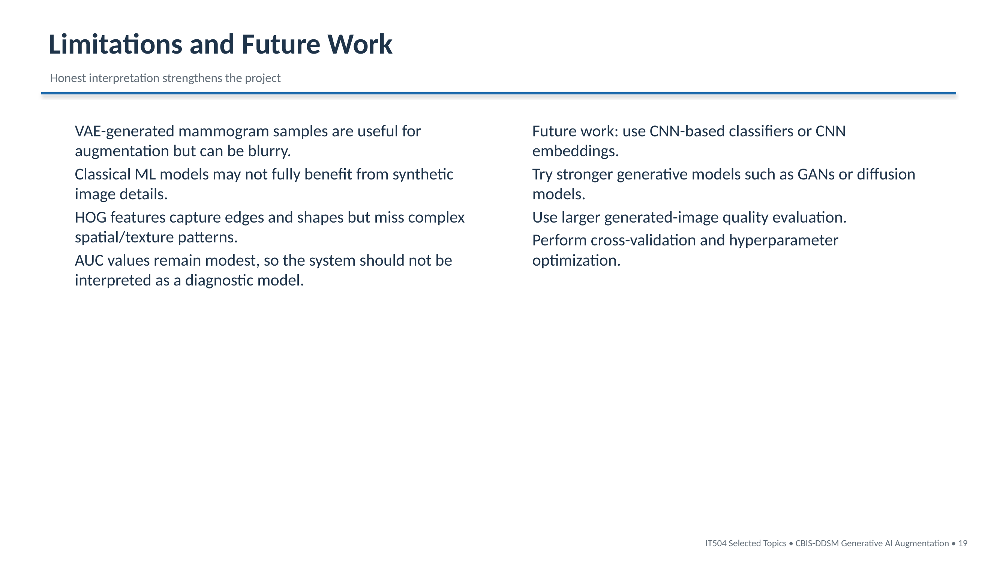 Limitations and Future Work
Honest interpretation strengthens the project
VAE-generated mammogram samples are useful for
augmentation but can be blurry.
Classical ML models may not fully benefit from synthetic
image details.
HOG features capture edges and shapes but miss complex
spatial/texture patterns.
AUC values remain modest, so the system should not be
interpreted as a diagnostic model.
Future work: use CNN-based classifiers or CNN
embeddings.
Try stronger generative models such as GANs or diffusion
models.
Use larger generated-image quality evaluation.
Perform cross-validation and hyperparameter
optimization.
IT504 Selected Topics • CBIS-DDSM Generative AI Augmentation • 19